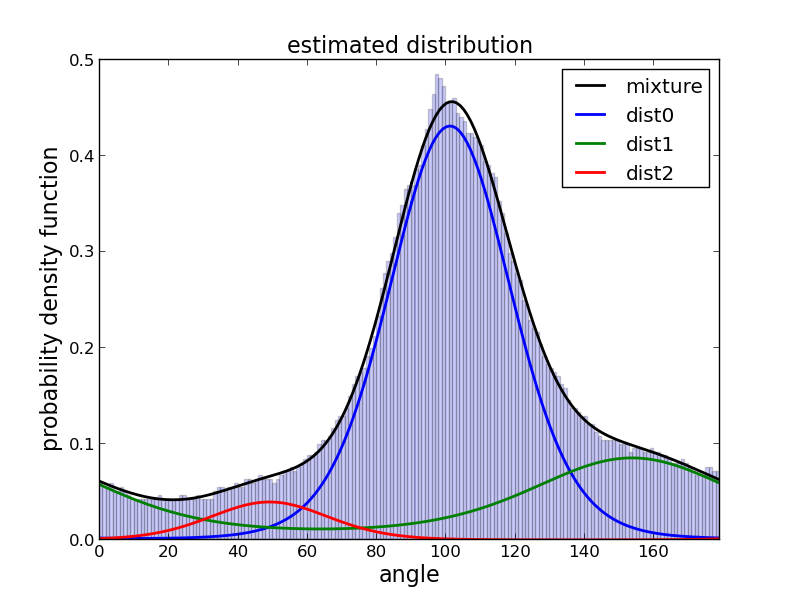 estimated distribution
mixture
dist0
dist1
dist2
probability density function
0.5
0.4
0.3
0.2
0.1
0.0
0 20 40 60 80 100 120 140 160
angle